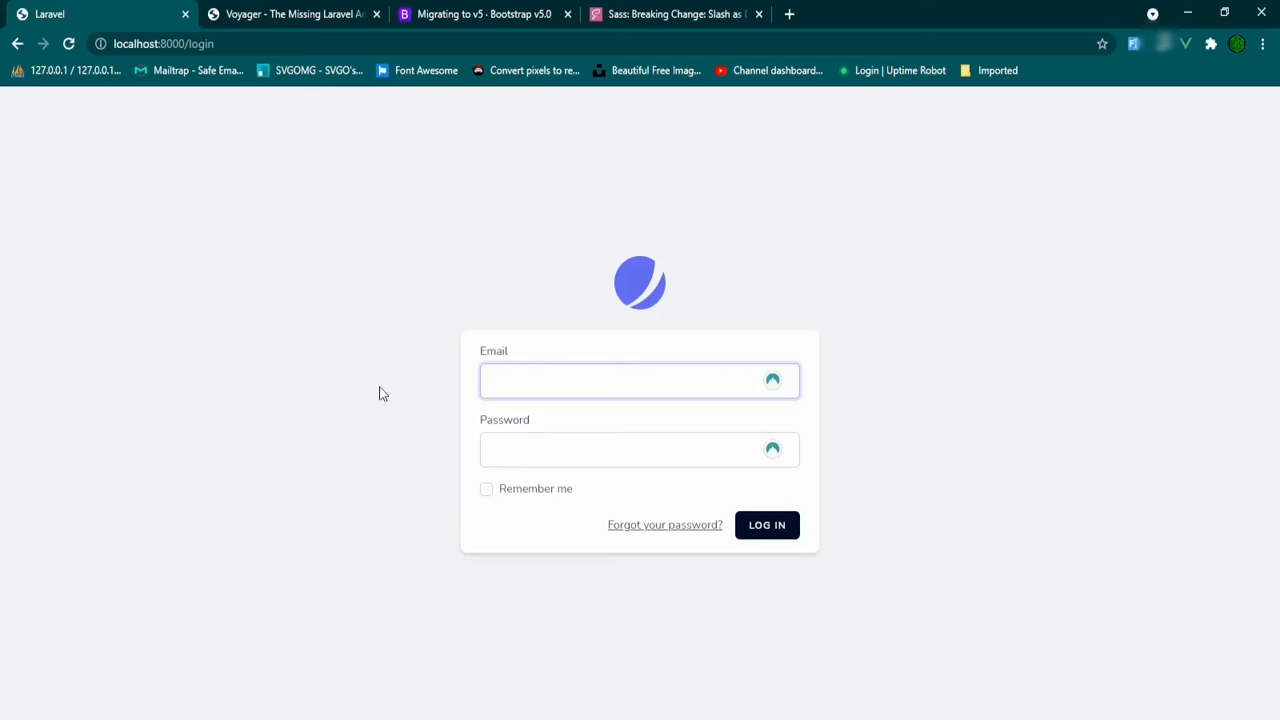 Laravel
Voyager - The Missing Laravel Ac
Migrating to v5 · Bootstrap v5.0
Sass: Breaking Change: Slash as
localhost:8000/login
127.0.0.1 / 127.0.0.1...
Mailtrap - Safe Ema...
SVGOMG - SVGO's...
Font Awesome
Convert pixels to re...
Beautiful Free Imag...
Channel dashboard...
Login | Uptime Robot
Imported
Email
Password
Remember me
Forgot your password?
LOG IN